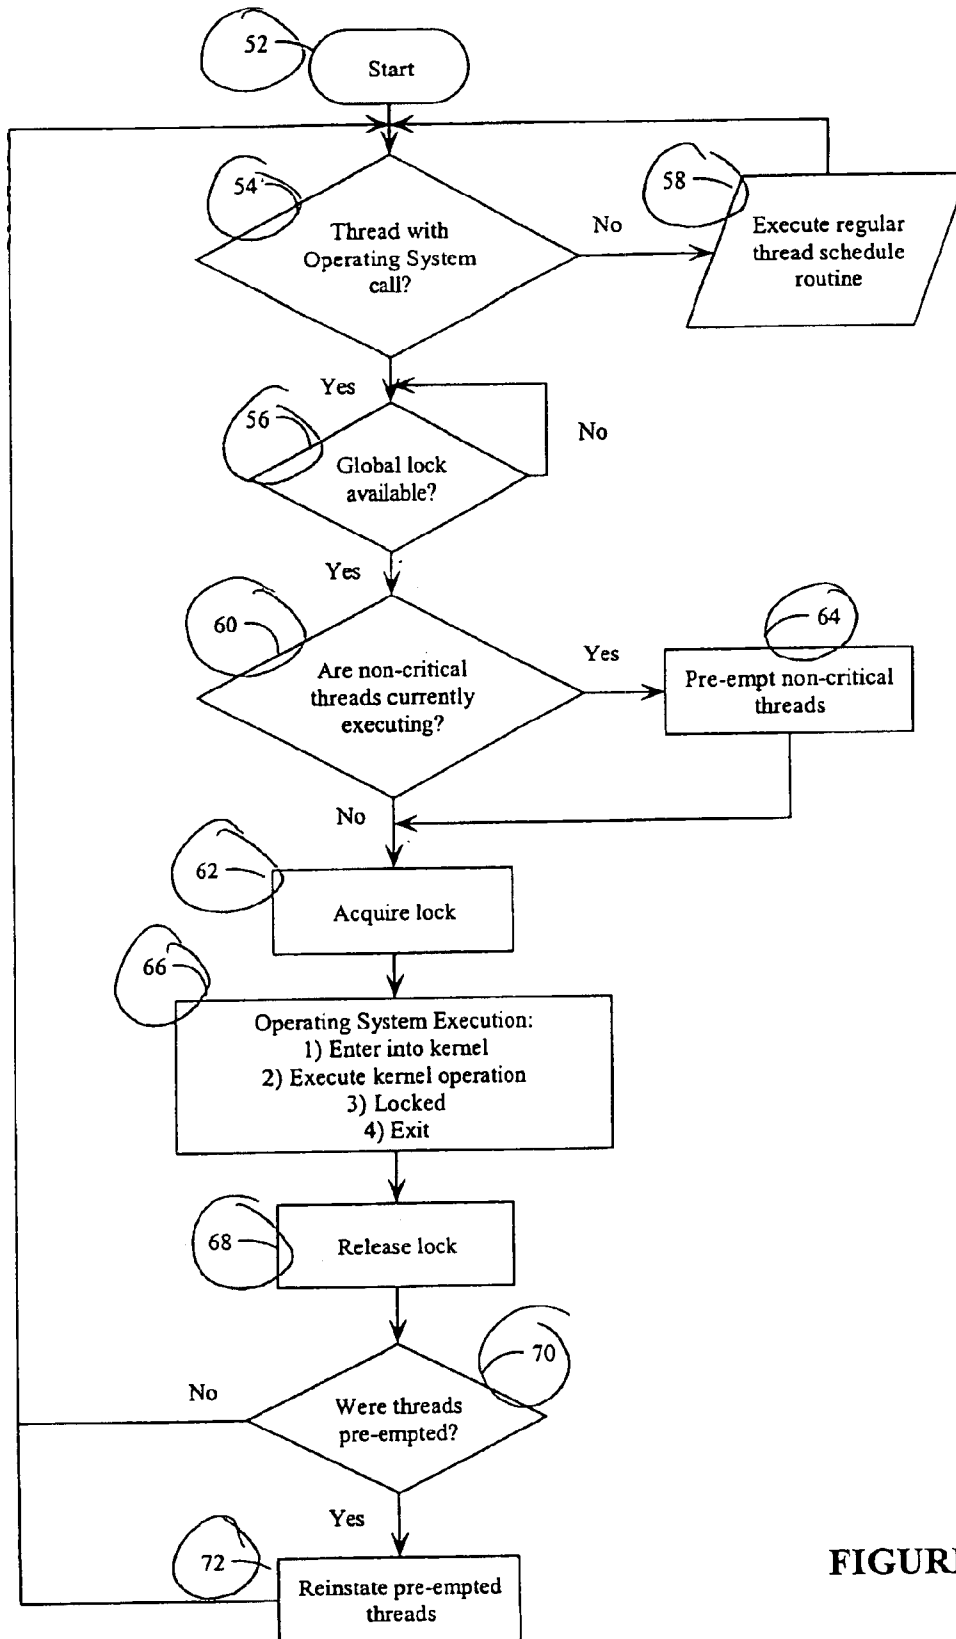 52
Start
54
58
Thread with
Operating System
call?
No
Execute regular
thread schedule
routine
Yes
56
No
Global lock
available?
Yes
60
64
Are non-critical
threads currently
executing?
Yes
Pre-empt non-critical
threads
No
62
Acquire lock
66
Operating System Execution:
1) Enter into kernel
2) Execute kernel operation
3) Locked
4) Exit
68
Release lock
70
No
Were threads
pre-empted?
Yes
72
Reinstate pre-empted
threads